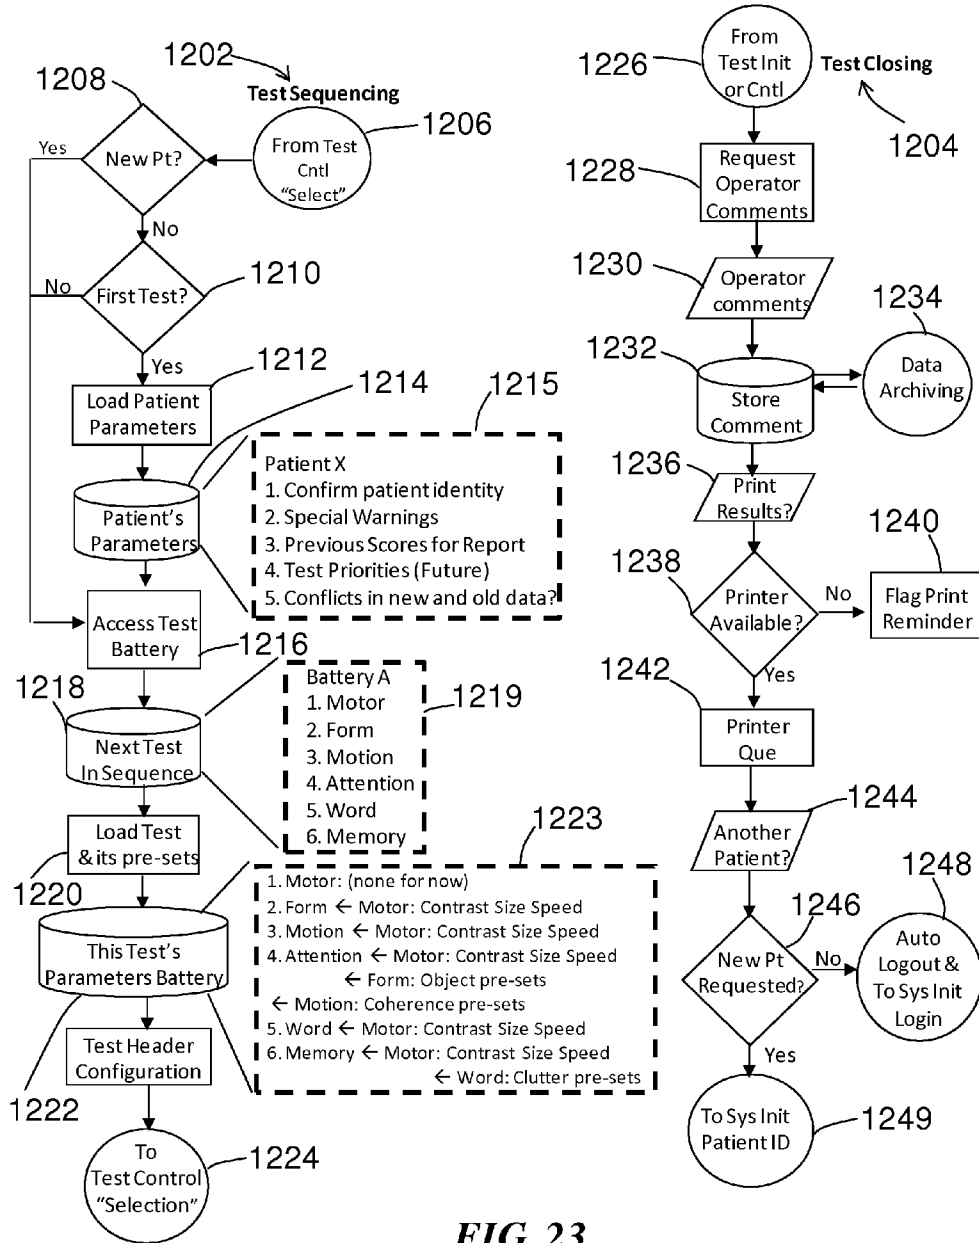 1202
1208
Test Sequencing
1206
Yes
New Pt?
From Test
Cntl
“Select”
No
1210
No
First Test?
Yes
1212
Load Patient
Parameters
1214
1215
Patient’s
Parameters
Patient X
1. Confirm patient identity
2. Special Warnings
3. Previous Scores for Report
4. Test Priorities (Future)
5. Conflicts in new and old data?
Access Test
Battery
1216
1218
Next Test
In Sequence
Battery A
1. Motor
2. Form
3. Motion
4. Attention
5. Word
6. Memory
1219
Load Test
& its pre-sets
1220
1223
This Test’s
Parameters Battery
1. Motor: (none for now)
2. Form ← Motor: Contrast Size Speed
3. Motion ← Motor: Contrast Size Speed
4. Attention ← Motor: Contrast Size Speed
← Form: Object pre-sets
← Motion: Coherence pre-sets
5. Word ← Motor: Contrast Size Speed
6. Memory ← Motor: Contrast Size Speed
← Word: Clutter pre-sets
Test Header
Configuration
1222
To
Test Control
“Selection”
1224
1226
From
Test Init
or Cntl
Test Closing
1204
1228
Request
Operator
Comments
1230
Operator
comments
1234
1232
Store
Comment
Data
Archiving
1236
Print
Results?
1240
1238
Printer
Available?
No
Flag Print
Reminder
Yes
1242
Printer
Que
1244
Another
Patient?
1248
1246
New Pt
Requested?
No
Auto
Logout &
To Sys Init
Login
Yes
To Sys Init
Patient ID
1249
FIG. 23